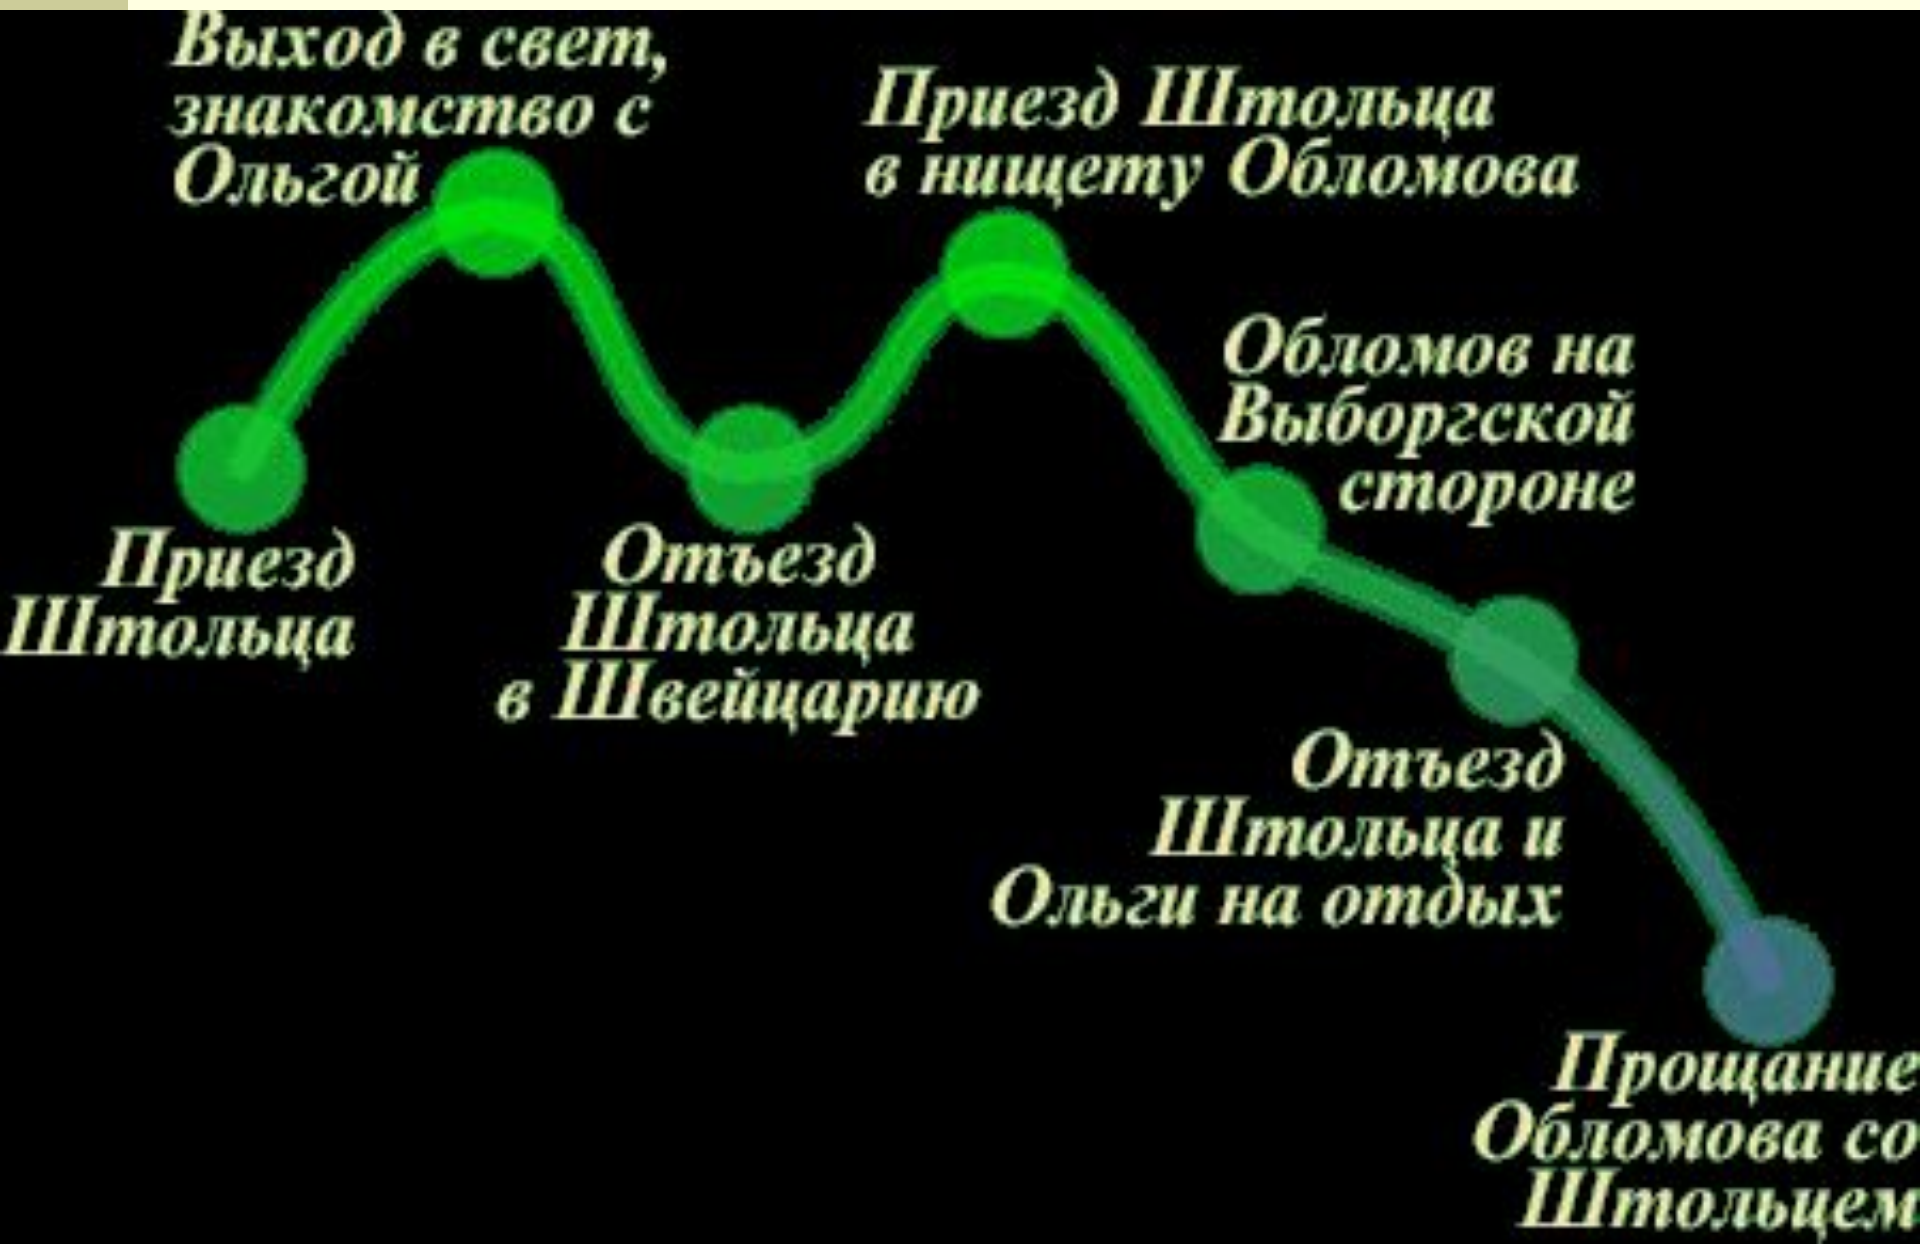 Выход в свет,
знакомство с
Ольгой
Приезд Штольца
в нищету Обломова
Обломов на
Выборгской
стороне
Приезд
Штольца
Отъезд
Штольца
в Швейцарию
Отъезд
Штольца и
Ольги на отдых
Прощание
Обломова со
Штольцем